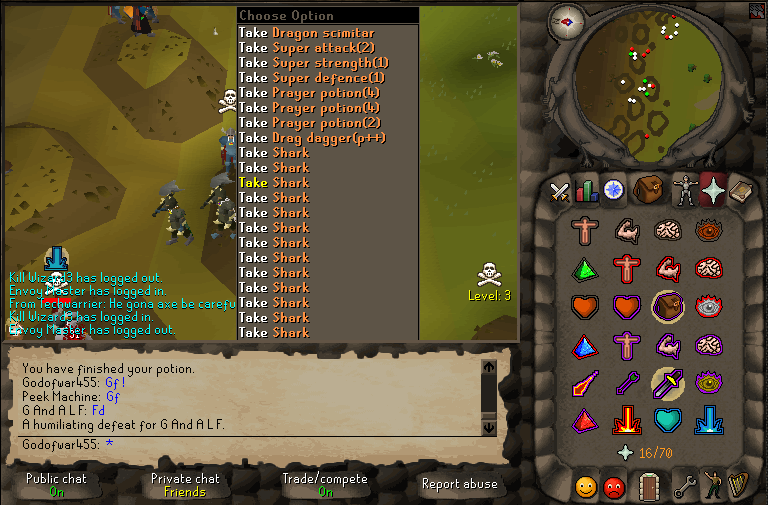 Choose Option
Take Dragon scimitar
Take Super attack(2)
Take Super strength(1)
Take Super defence(1)
Take Prayer potion(4)
Take Prayer potion(4)
Take Prayer potion(2)
Take Drag dagger(p++)
Take Shark
Take Shark
Take Shark
Take Shark
Take Shark
Take Shark
Take Shark
Take Shark
Take Shark
Take Shark
Take Shark
Take Shark
Take Shark
Level: 3
Kill Wizard3 has logged out.
Envoy Master has logged in.
From Techwarrier: He gona axe be carefu
Kill Wizard3 has logged in.
Envoy Master has logged out.
You have finished your potion.
Godofwar455: Gf!
Peek Machine: Gf
G And A L F: Fd
A humiliating defeat for G And A L F.
Godofwar455: *
16/70
Public chat
On
Private chat
Friends
Trade/compete
On
Report abuse